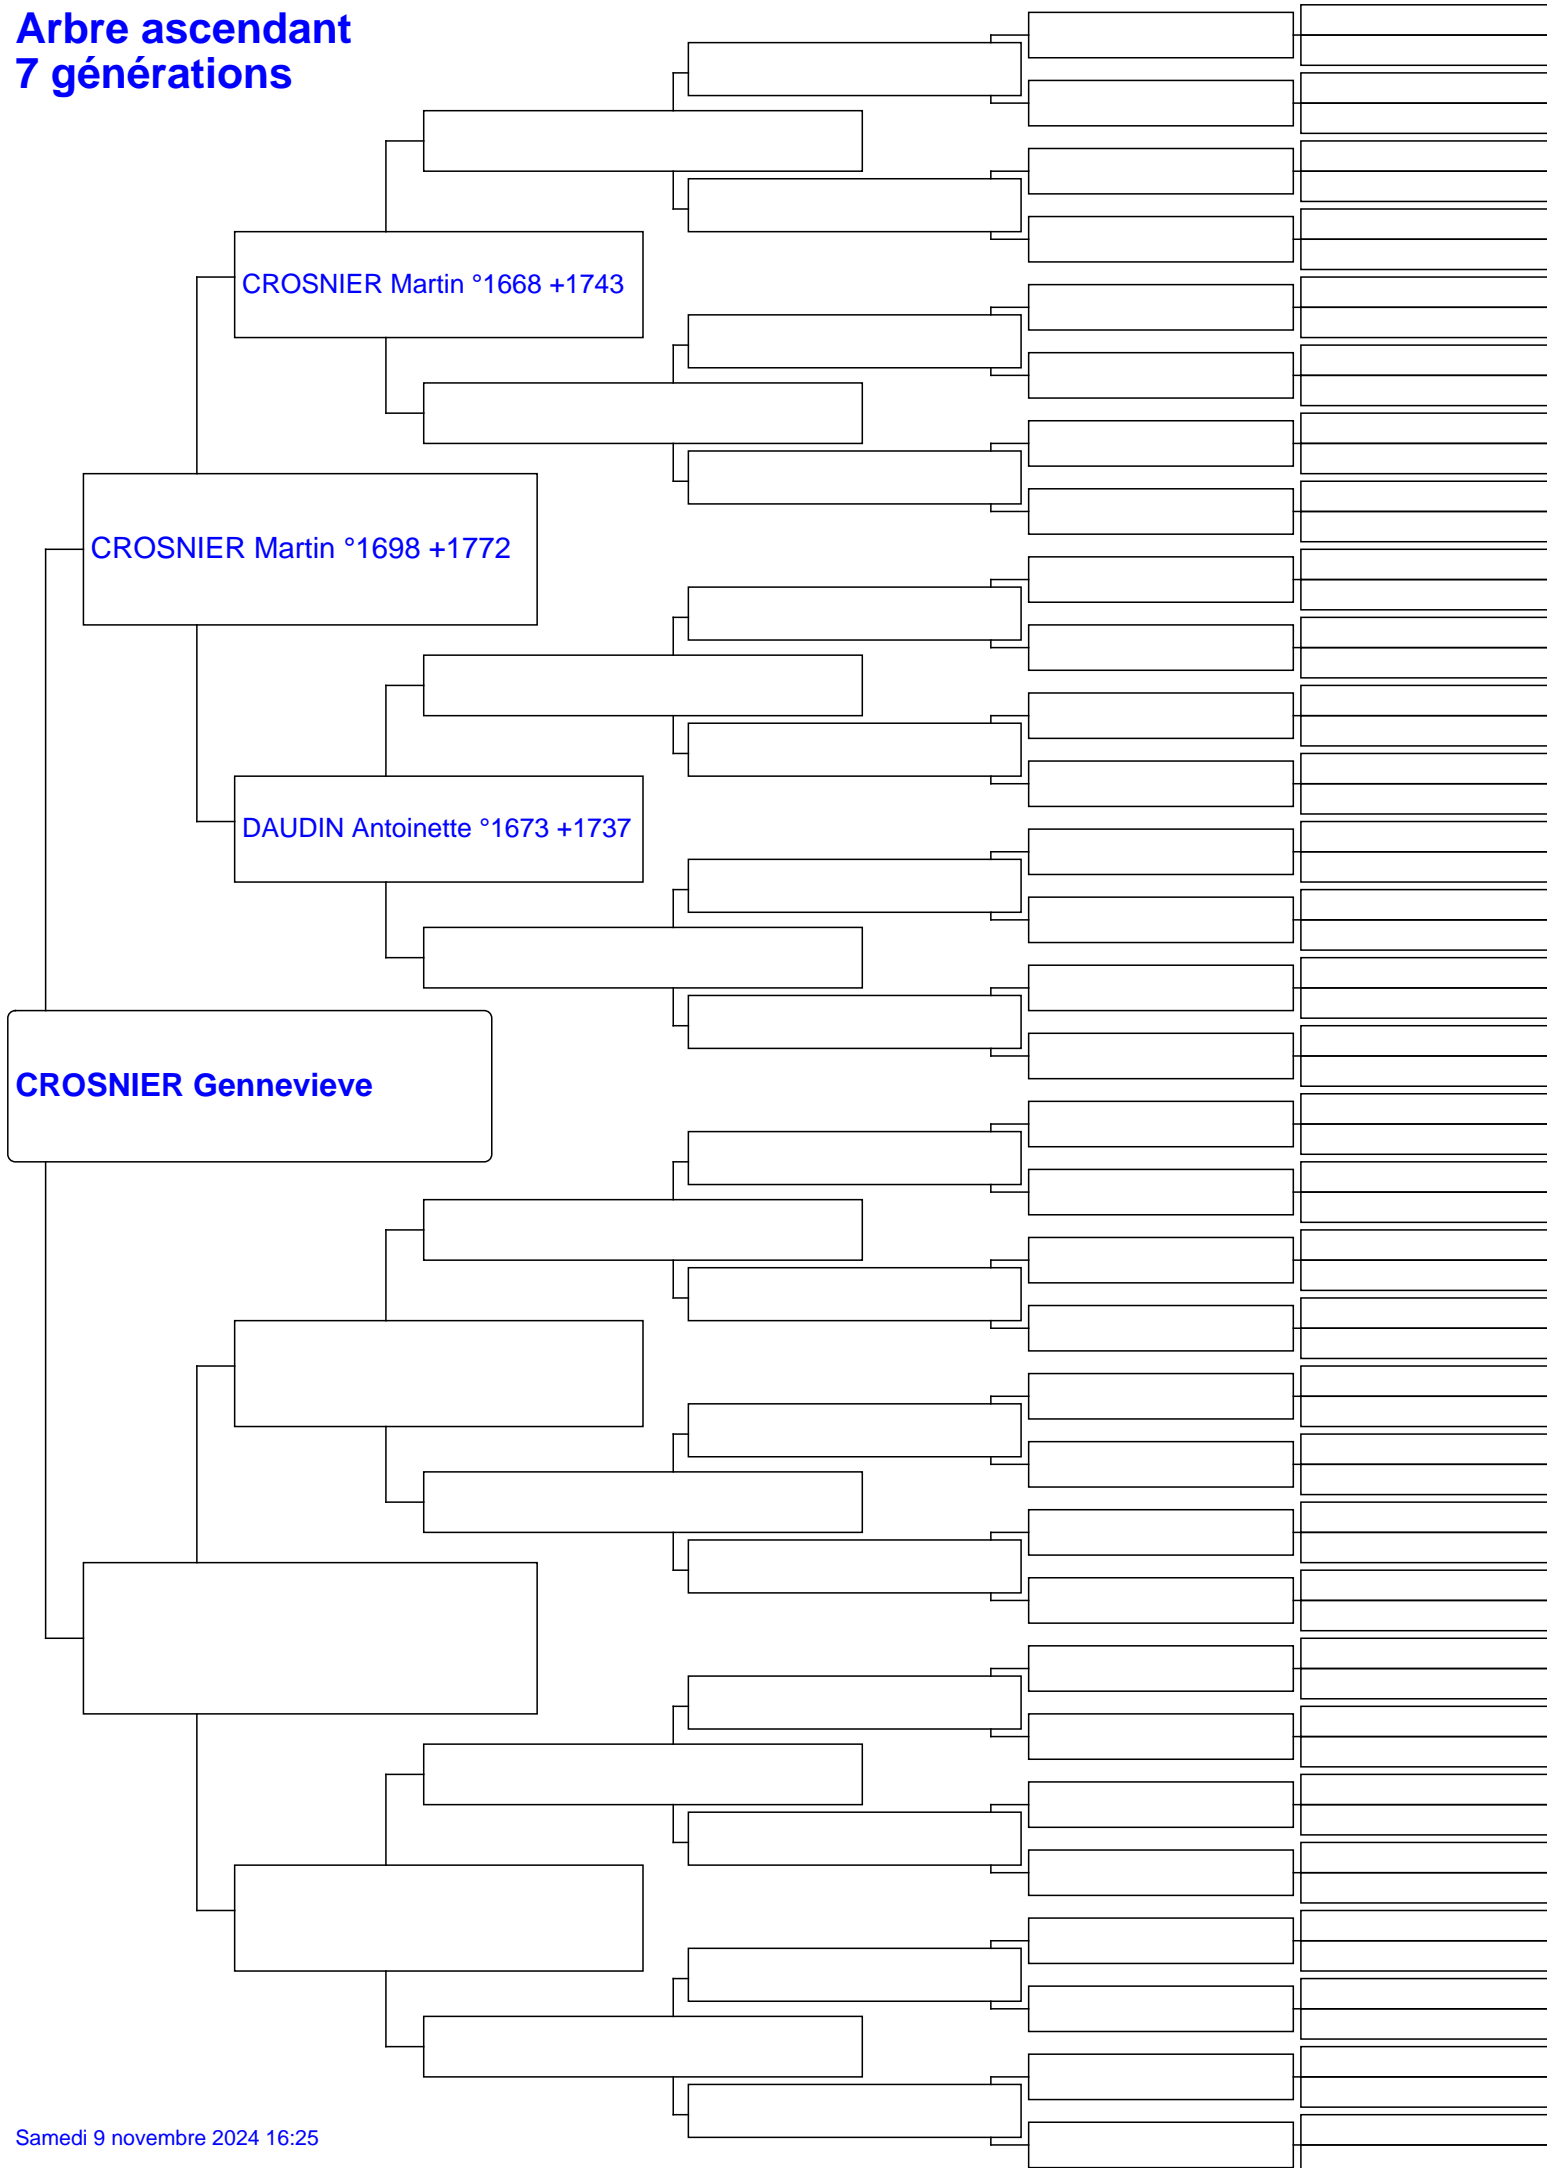 Arbre ascendant
7 générations
CROSNIER Martin °1668 +1743
CROSNIER Martin °1698 +1772
DAUDIN Antoinette °1673 +1737
CROSNIER Gennevieve
Samedi 9 novembre 2024 16:25